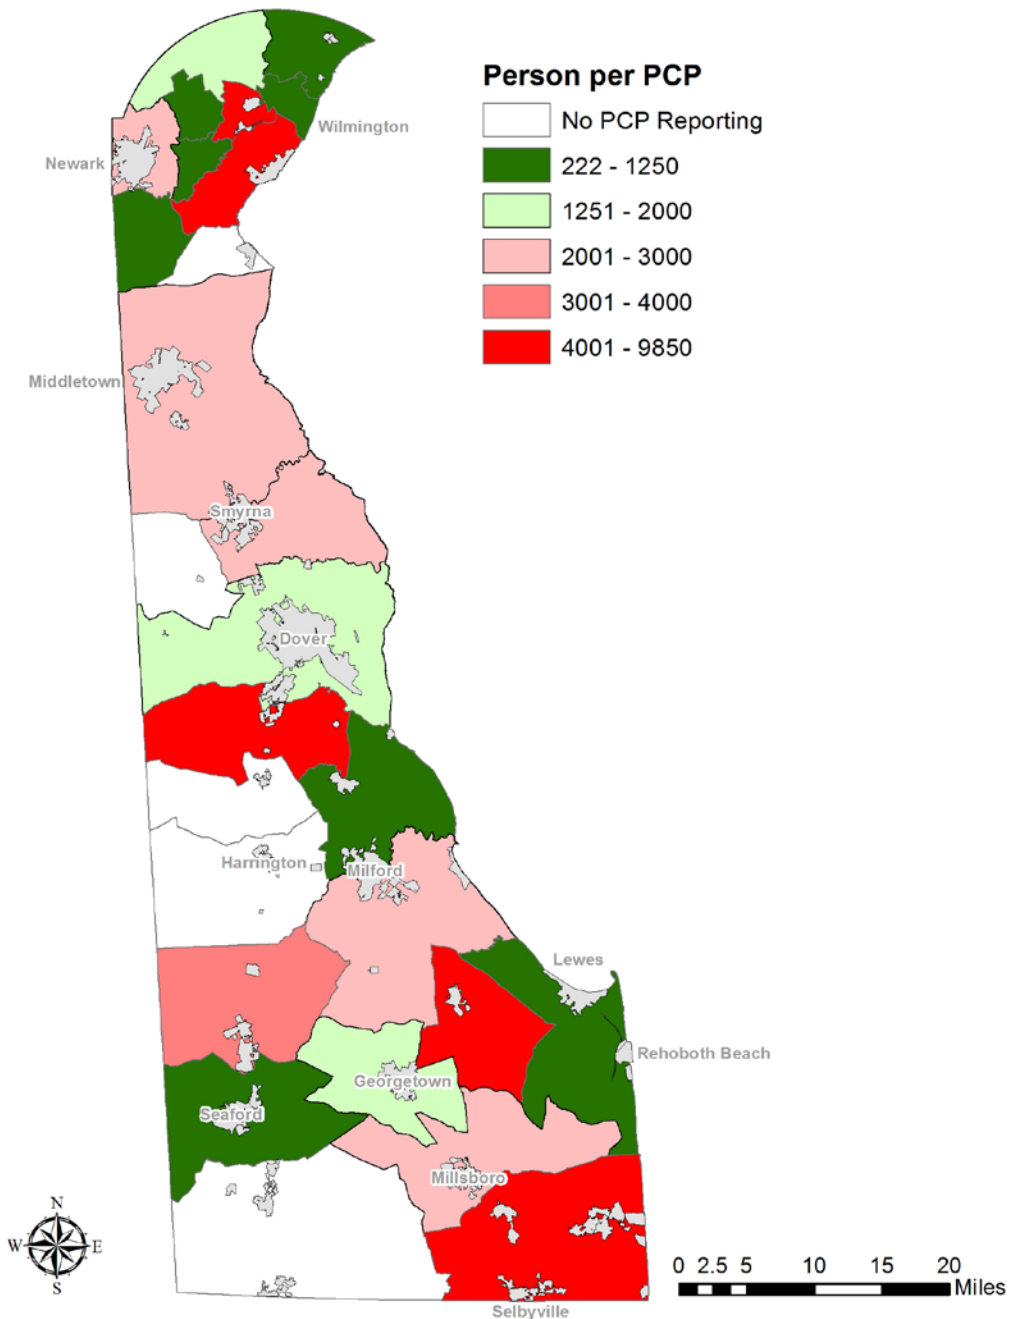 Person per PCP
No PCP Reporting
222 - 1250
1251 - 2000
2001 - 3000
3001 - 4000
4001 - 9850
Wilmington
Newark
Middletown
Smyrna
Dover
Harrington
Milford
Lewes
Rehoboth Beach
Georgetown
Seaford
Millsboro
N
W E
S
0 2.5 5 10 15 20
Miles
Selbyville